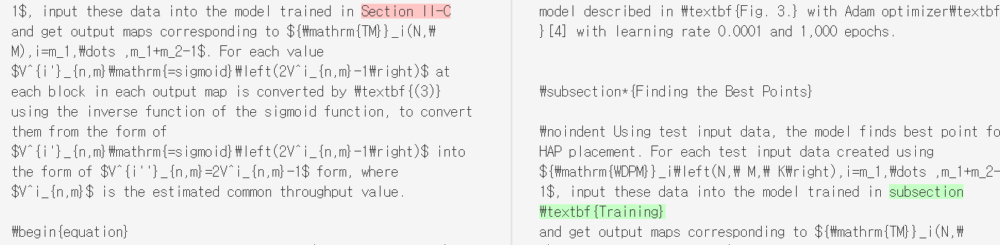 1$, input these data into the model trained in Section II-C
and get output maps corresponding to ${₩mathrm{TM}}_i(N,₩
M),i=m_1,₩dots ,m_1+m_2-1$. For each value
$V^{i'}_{n,m}₩mathrm{=sigmoid}₩left(2V^i_{n,m}-1₩right)$ at
each block in each output map is converted by ₩textbf{(3)}
using the inverse function of the sigmoid function, to convert
them from the form of
$V^{i'}_{n,m}₩mathrm{=sigmoid}₩left(2V^i_{n,m}-1₩right)$ into
the form of $V^{i''}_{n,m}=2V^i_{n,m}-1$ form, where
$V^i_{n,m}$ is the estimated common throughput value.
₩begin{equation}
model described in ₩textbf{Fig. 3.} with Adam optimizer₩textbf
}[4] with learning rate 0.0001 and 1,000 epochs.
₩subsection*{Finding the Best Points}
₩noindent Using test input data, the model finds best point fo
HAP placement. For each test input data created using
${₩mathrm{WDPM}}_i₩left(N,₩ M,₩ K₩right),i=m_1,₩dots ,m_1+m_2-
1$, input these data into the model trained in subsection
₩textbf{Training}
and get output maps corresponding to ${₩mathrm{TM}}_i(N,₩